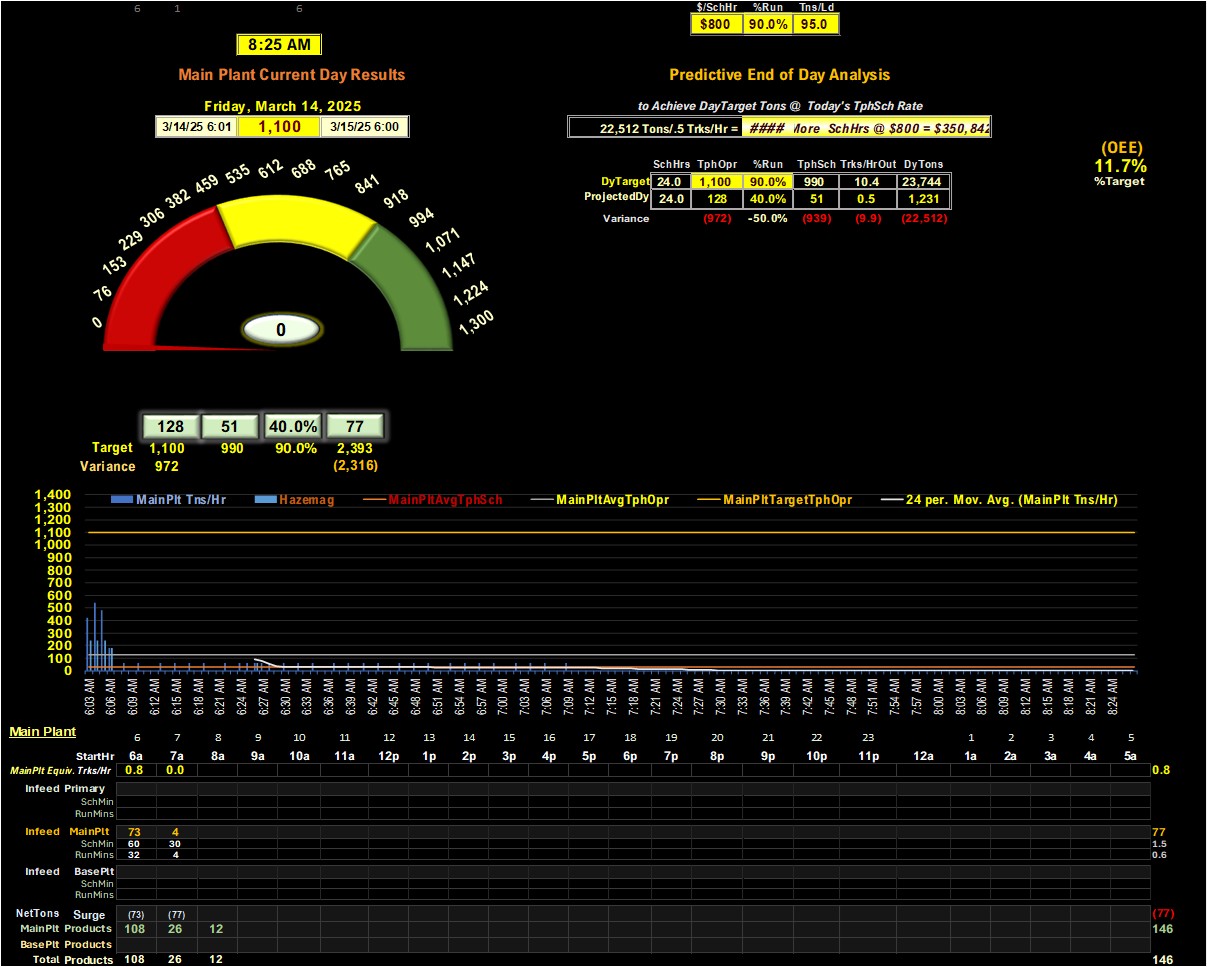 6 1 6
$/SchHr %Run Tns/Ld
$800 90.0% 95.0
8:25 AM
Main Plant Current Day Results
Predictive End of Day Analysis
Friday, March 14, 2025
to Achieve DayTarget Tons @ Today's TphSch Rate
3/14/25 6:01 1,100 3/15/25 6:00
22,512 Tons/.5 Trks/Hr = #### More SchHrs @ $800 = $350,842
(OEE)
11.7%
%Target
SchHrs TphOpr %Run TphSch Trks/HrOut DyTons
DyTarget 24.0 1,100 90.0% 990 10.4 23,744
ProjectedDy 24.0 128 40.0% 51 0.5 1,231
Variance (972) -50.0% (939) (9.9) (22,512)
0 76 153 229 306 382 459 535 612 688 765 841 918 994 1,071 1,147 1,224 1,300
0
128 51 40.0% 77
Target 1,100 990 90.0% 2,393
Variance 972 (2,316)
MainPlt Tns/Hr Hazemag MainPltAvgTphSch MainPltAvgTphOpr MainPltTargetTphOpr 24 per. Mov. Avg. (MainPlt Tns/Hr)
1,400
1,300
1,200
1,100
1,000
900
800
700
600
500
400
300
200
100
0
6:03 AM 6:06 AM 6:09 AM 6:12 AM 6:15 AM 6:18 AM 6:21 AM 6:24 AM 6:27 AM 6:30 AM 6:33 AM 6:36 AM 6:39 AM 6:42 AM 6:45 AM 6:48 AM 6:51 AM 6:54 AM 6:57 AM 7:00 AM 7:03 AM 7:06 AM 7:09 AM 7:12 AM 7:15 AM 7:18 AM 7:21 AM 7:24 AM 7:27 AM 7:30 AM 7:33 AM 7:36 AM 7:39 AM 7:42 AM 7:45 AM 7:48 AM 7:51 AM 7:54 AM 7:57 AM 8:00 AM 8:03 AM 8:06 AM 8:09 AM 8:12 AM 8:15 AM 8:18 AM 8:21 AM 8:24 AM
Main Plant 6 7 8 9 10 11 12 13 14 15 16 17 18 19 20 21 22 23 1 2 3 4 5
StartHr 6a 7a 8a 9a 10a 11a 12p 1p 2p 3p 4p 5p 6p 7p 8p 9p 10p 11p 12a 1a 2a 3a 4a 5a
MainPlt Equiv. Trks/Hr 0.8 0.0 0.8
Infeed Primary
SchMin
RunMins
Infeed MainPlt 73 4 77
SchMin 60 30 1.5
RunMins 32 4 0.6
Infeed BasePlt
SchMin
RunMins
NetTons Surge (73) (77) (77)
MainPlt Products 108 26 12 146
BasePlt Products
Total Products 108 26 12 146